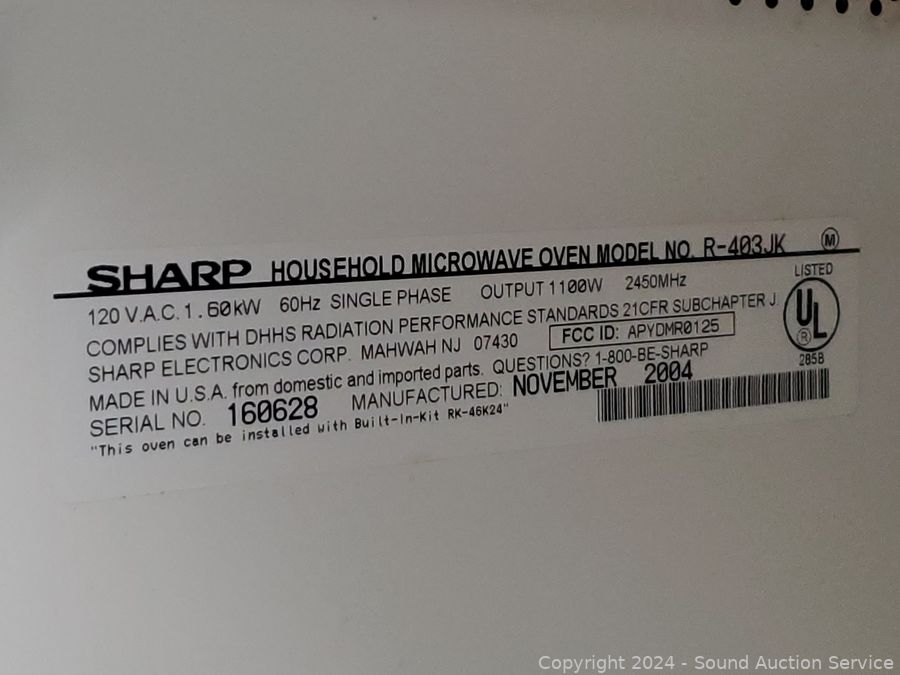 SHARP HOUSEHOLD MICROWAVE OVEN MODEL NO. R-403JK M
120 V.A.C. 1.60kW 60Hz SINGLE PHASE OUTPUT 1100W 2450MHz
COMPLIES WITH DHHS RADIATION PERFORMANCE STANDARDS 21CFR SUBCHAPTER J.
SHARP ELECTRONICS CORP. MAHWAH NJ 07430 FCC ID: APYDMR0125
MADE IN U.S.A. from domestic and imported parts. QUESTIONS? 1-800-BE-SHARP
SERIAL NO. 160628 MANUFACTURED: NOVEMBER 2004
"This oven can be installed with Built-In-Kit RK-46K24"
LISTED
UL
®
285B
Copyright © 2024 - Sound Auction Service